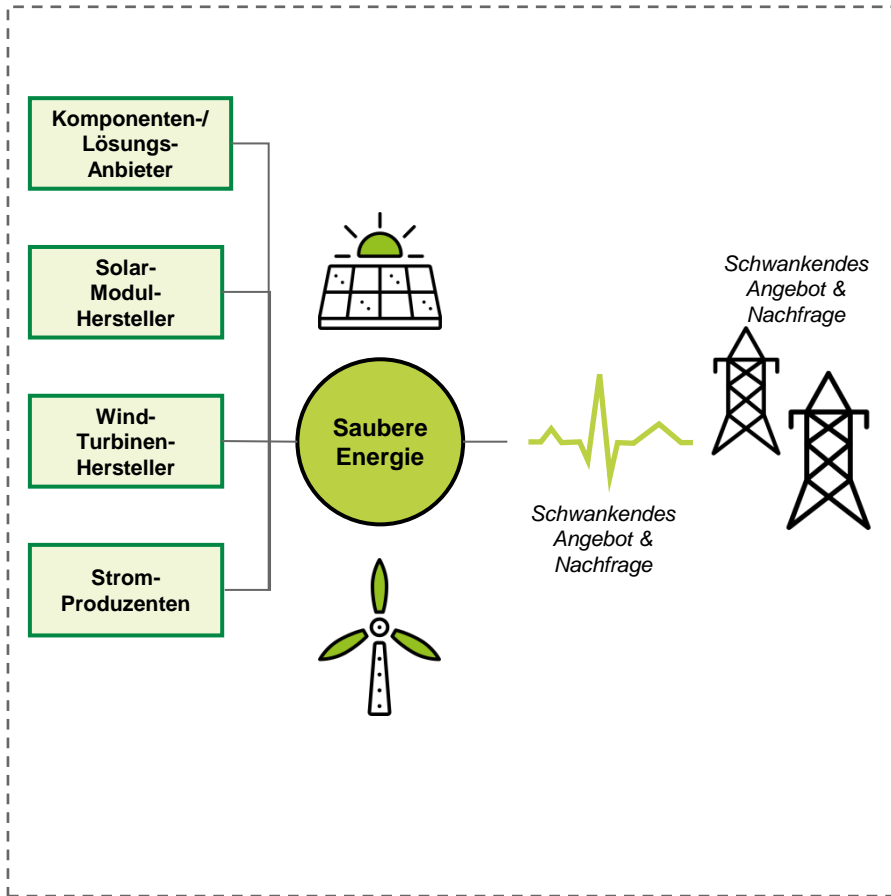 Komponenten-/
Lösungs-
Anbieter
Solar-
Modul-
Hersteller
Wind-
Turbinen-
Hersteller
Strom-
Produzenten
Saubere
Energie
Schwankendes
Angebot &
Nachfrage
Schwankendes
Angebot &
Nachfrage